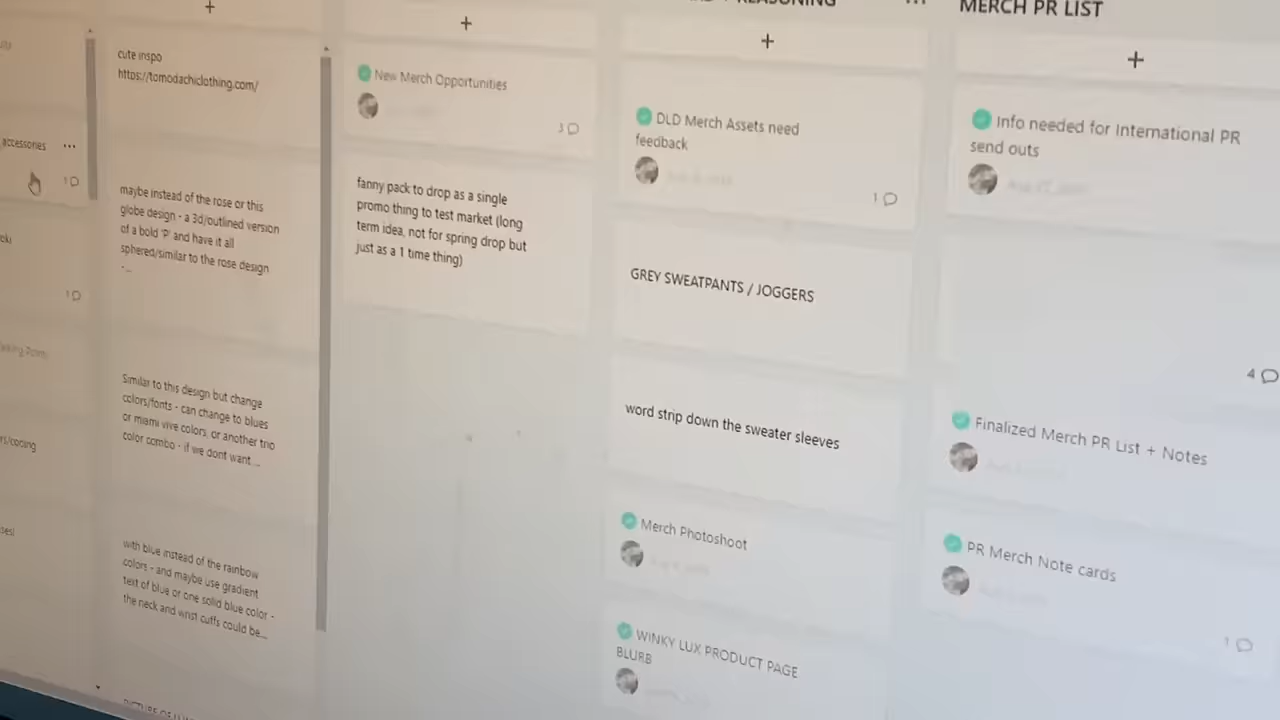 accessories
1
1
cute inspo
https://tomodachiclothing.com/
maybe instead of the rose or this
globe design - a 3d/outlined version
of a bold 'P' and have it all
sphered/similar to the rose design
-...
Similar to this design but change
colors/fonts - can change to blues
or miami vive colors, or another trio
color combo - if we dont want...
with blue instead of the rainbow
colors - and maybe use gradient
text of blue or one solid blue color -
the neck and wrist cuffs could be...
New Merch Opportunities
3
fanny pack to drop as a single
promo thing to test market (long
term idea, not for spring drop but
just as a 1 time thing)
REASONING
DLD Merch Assets need
feedback
1
GREY SWEATPANTS / JOGGERS
word strip down the sweater sleeves
Merch Photoshoot
WINKY LUX PRODUCT PAGE
BLURB
MERCH PR LIST
Info needed for International PR
send outs
4
Finalized Merch PR List + Notes
PR Merch Note cards
1